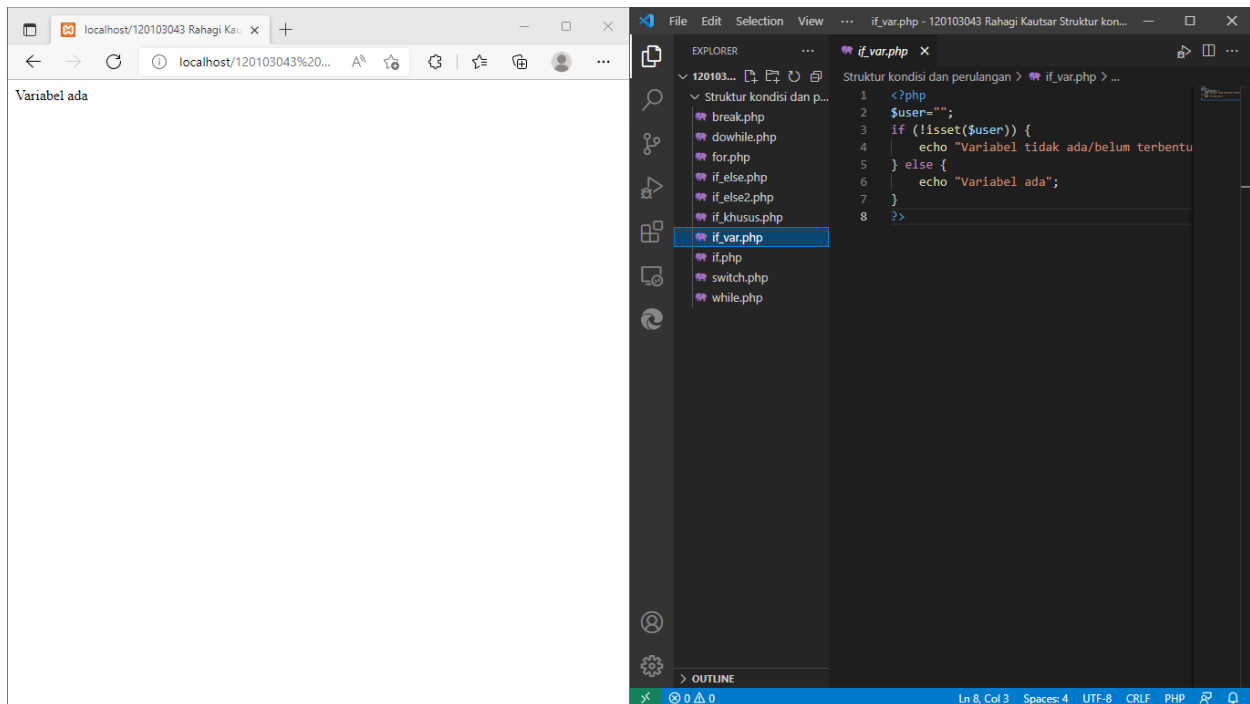 localhost/120103043 Rahagi Kau
localhost/120103043%20...
Variabel ada
File Edit Selection View ··· if_var.php - 120103043 Rahagi Kautsar Struktur kon...
EXPLORER ···
120103...
Struktur kondisi dan p...
break.php
dowhile.php
for.php
if_else.php
if_else2.php
if_khusus.php
if_var.php
if.php
switch.php
while.php
OUTLINE
if_var.php
Struktur kondisi dan perulangan > if_var.php > ...
1 <?php
2 $user="";
3 if (!isset($user)) {
4 echo "Variabel tidak ada/belum terbentu
5 } else {
6 echo "Variabel ada";
7 }
8 ?>
0 0 Ln 8, Col 3 Spaces: 4 UTF-8 CRLF PHP